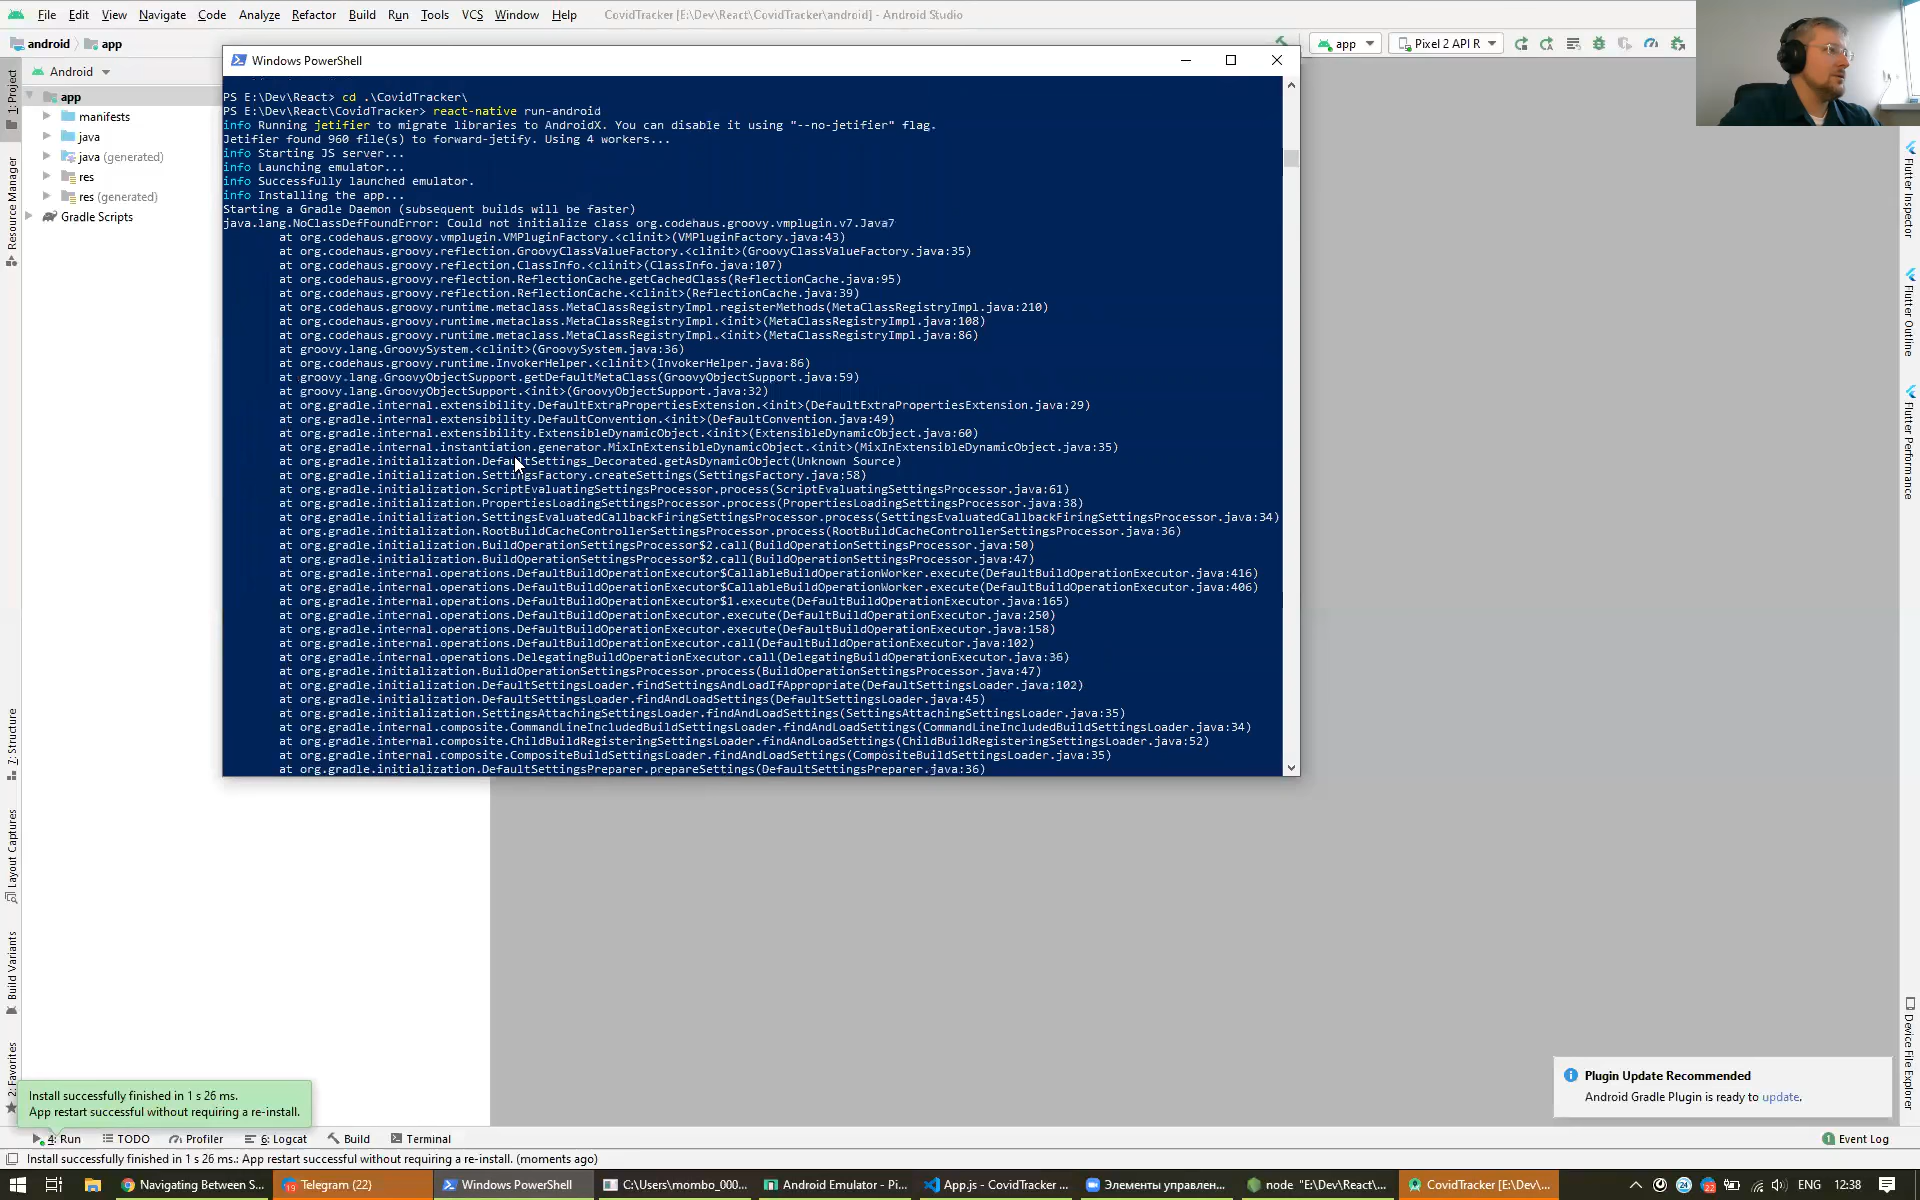 File Edit View Navigate Code Analyze Refactor Build Run Tools VCS Window Help CovidTracker [E:\Dev\React\CovidTracker\android] - Android Studio
android app
app Pixel 2 API R
Android
app
manifests
java
java (generated)
res
res (generated)
Gradle Scripts
1: Project
Resource Manager
7: Structure
Layout Captures
Build Variants
2: Favorites
Windows PowerShell
PS E:\Dev\React> cd .\CovidTracker\
PS E:\Dev\React\CovidTracker> react-native run-android
info Running jetifier to migrate libraries to AndroidX. You can disable it using "--no-jetifier" flag.
Jetifier found 960 file(s) to forward-jetify. Using 4 workers...
info Starting JS server...
info Launching emulator...
info Successfully launched emulator.
info Installing the app...
Starting a Gradle Daemon (subsequent builds will be faster)
java.lang.NoClassDefFoundError: Could not initialize class org.codehaus.groovy.vmplugin.v7.Java7
at org.codehaus.groovy.vmplugin.VMPluginFactory.<clinit>(VMPluginFactory.java:43)
at org.codehaus.groovy.reflection.GroovyClassValueFactory.<clinit>(GroovyClassValueFactory.java:35)
at org.codehaus.groovy.reflection.ClassInfo.<clinit>(ClassInfo.java:107)
at org.codehaus.groovy.reflection.ReflectionCache.getCachedClass(ReflectionCache.java:95)
at org.codehaus.groovy.reflection.ReflectionCache.<clinit>(ReflectionCache.java:39)
at org.codehaus.groovy.runtime.metaclass.MetaClassRegistryImpl.registerMethods(MetaClassRegistryImpl.java:210)
at org.codehaus.groovy.runtime.metaclass.MetaClassRegistryImpl.<init>(MetaClassRegistryImpl.java:108)
at org.codehaus.groovy.runtime.metaclass.MetaClassRegistryImpl.<init>(MetaClassRegistryImpl.java:86)
at groovy.lang.GroovySystem.<clinit>(GroovySystem.java:36)
at org.codehaus.groovy.runtime.InvokerHelper.<clinit>(InvokerHelper.java:86)
at groovy.lang.GroovyObjectSupport.getDefaultMetaClass(GroovyObjectSupport.java:59)
at groovy.lang.GroovyObjectSupport.<init>(GroovyObjectSupport.java:32)
at org.gradle.internal.extensibility.DefaultExtraPropertiesExtension.<init>(DefaultExtraPropertiesExtension.java:29)
at org.gradle.internal.extensibility.DefaultConvention.<init>(DefaultConvention.java:49)
at org.gradle.internal.extensibility.ExtensibleDynamicObject.<init>(ExtensibleDynamicObject.java:60)
at org.gradle.internal.instantiation.generator.MixInExtensibleDynamicObject.<init>(MixInExtensibleDynamicObject.java:35)
at org.gradle.initialization.DefaultSettings_Decorated.getAsDynamicObject(Unknown Source)
at org.gradle.initialization.SettingsFactory.createSettings(SettingsFactory.java:58)
at org.gradle.initialization.ScriptEvaluatingSettingsProcessor.process(ScriptEvaluatingSettingsProcessor.java:61)
at org.gradle.initialization.PropertiesLoadingSettingsProcessor.process(PropertiesLoadingSettingsProcessor.java:38)
at org.gradle.initialization.SettingsEvaluatedCallbackFiringSettingsProcessor.process(SettingsEvaluatedCallbackFiringSettingsProcessor.java:34)
at org.gradle.initialization.RootBuildCacheControllerSettingsProcessor.process(RootBuildCacheControllerSettingsProcessor.java:36)
at org.gradle.initialization.BuildOperationSettingsProcessor$2.call(BuildOperationSettingsProcessor.java:50)
at org.gradle.initialization.BuildOperationSettingsProcessor$2.call(BuildOperationSettingsProcessor.java:47)
at org.gradle.internal.operations.DefaultBuildOperationExecutor$CallableBuildOperationWorker.execute(DefaultBuildOperationExecutor.java:416)
at org.gradle.internal.operations.DefaultBuildOperationExecutor$CallableBuildOperationWorker.execute(DefaultBuildOperationExecutor.java:406)
at org.gradle.internal.operations.DefaultBuildOperationExecutor$1.execute(DefaultBuildOperationExecutor.java:165)
at org.gradle.internal.operations.DefaultBuildOperationExecutor.execute(DefaultBuildOperationExecutor.java:250)
at org.gradle.internal.operations.DefaultBuildOperationExecutor.execute(DefaultBuildOperationExecutor.java:158)
at org.gradle.internal.operations.DefaultBuildOperationExecutor.call(DefaultBuildOperationExecutor.java:102)
at org.gradle.internal.operations.DelegatingBuildOperationExecutor.call(DelegatingBuildOperationExecutor.java:36)
at org.gradle.initialization.BuildOperationSettingsProcessor.process(BuildOperationSettingsProcessor.java:47)
at org.gradle.initialization.DefaultSettingsLoader.findSettingsAndLoadIfAppropriate(DefaultSettingsLoader.java:102)
at org.gradle.initialization.DefaultSettingsLoader.findAndLoadSettings(DefaultSettingsLoader.java:45)
at org.gradle.initialization.SettingsAttachingSettingsLoader.findAndLoadSettings(SettingsAttachingSettingsLoader.java:35)
at org.gradle.internal.composite.CommandLineIncludedBuildSettingsLoader.findAndLoadSettings(CommandLineIncludedBuildSettingsLoader.java:34)
at org.gradle.internal.composite.ChildBuildRegisteringSettingsLoader.findAndLoadSettings(ChildBuildRegisteringSettingsLoader.java:52)
at org.gradle.internal.composite.CompositeBuildSettingsLoader.findAndLoadSettings(CompositeBuildSettingsLoader.java:35)
at org.gradle.initialization.DefaultSettingsPreparer.prepareSettings(DefaultSettingsPreparer.java:36)
Flutter Inspector
Flutter Outline
Flutter Performance
Device File Explorer
Install successfully finished in 1 s 26 ms.
App restart successful without requiring a re-install.
Plugin Update Recommended
Android Gradle Plugin is ready to update.
4: Run TODO Profiler 6: Logcat Build Terminal 1 Event Log
Install successfully finished in 1 s 26 ms.: App restart successful without requiring a re-install. (moments ago)
Navigating Between S... Telegram (22) Windows PowerShell C:\Users\mombo_000... Android Emulator - Pi... App.js - CovidTracker ... Элементы управлен... node "E:\Dev\React\... CovidTracker [E:\Dev\... 24 ENG 12:38